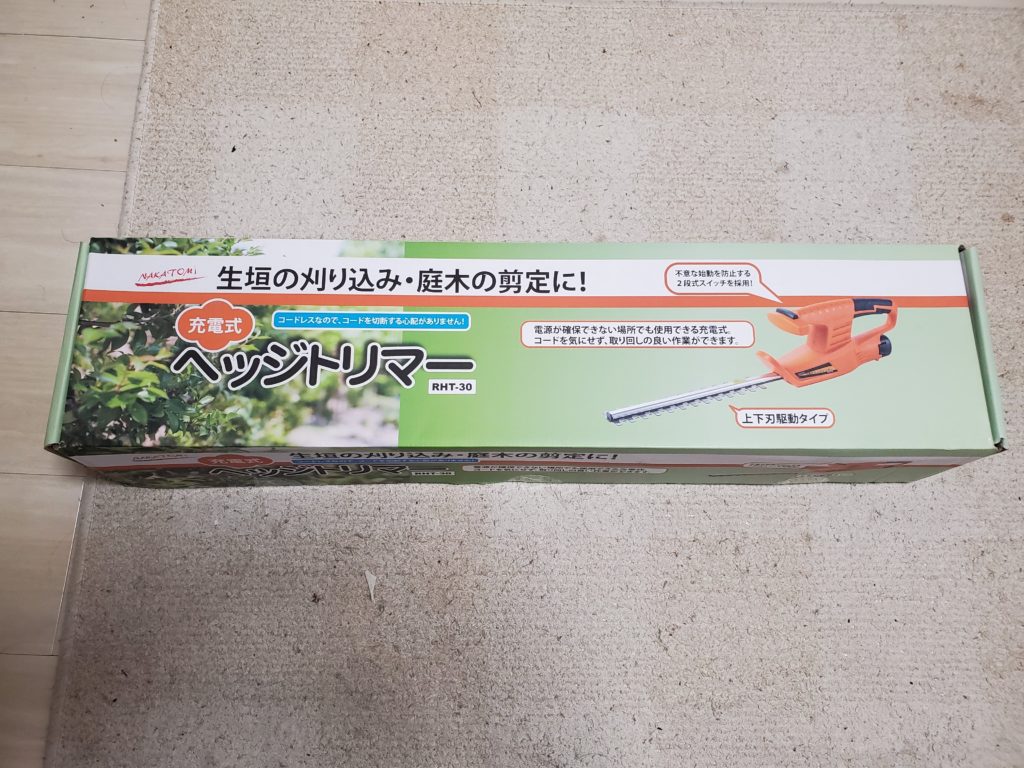 NAKATOMI
生垣の刈り込み・庭木の剪定に!
不意な始動を防止する
2段式スイッチを採用!
充電式
コードレスなので、コードを切断する心配がありません!
ヘッジトリマー
RHT-30
電源が確保できない場所でも使用できる充電式。
コードを気にせず、取り回しの良い作業ができます。
上下刃駆動タイプ
NAKATOMI
生垣の刈り込み・庭木の剪定に!
ヘッジトリマー
RHT-30